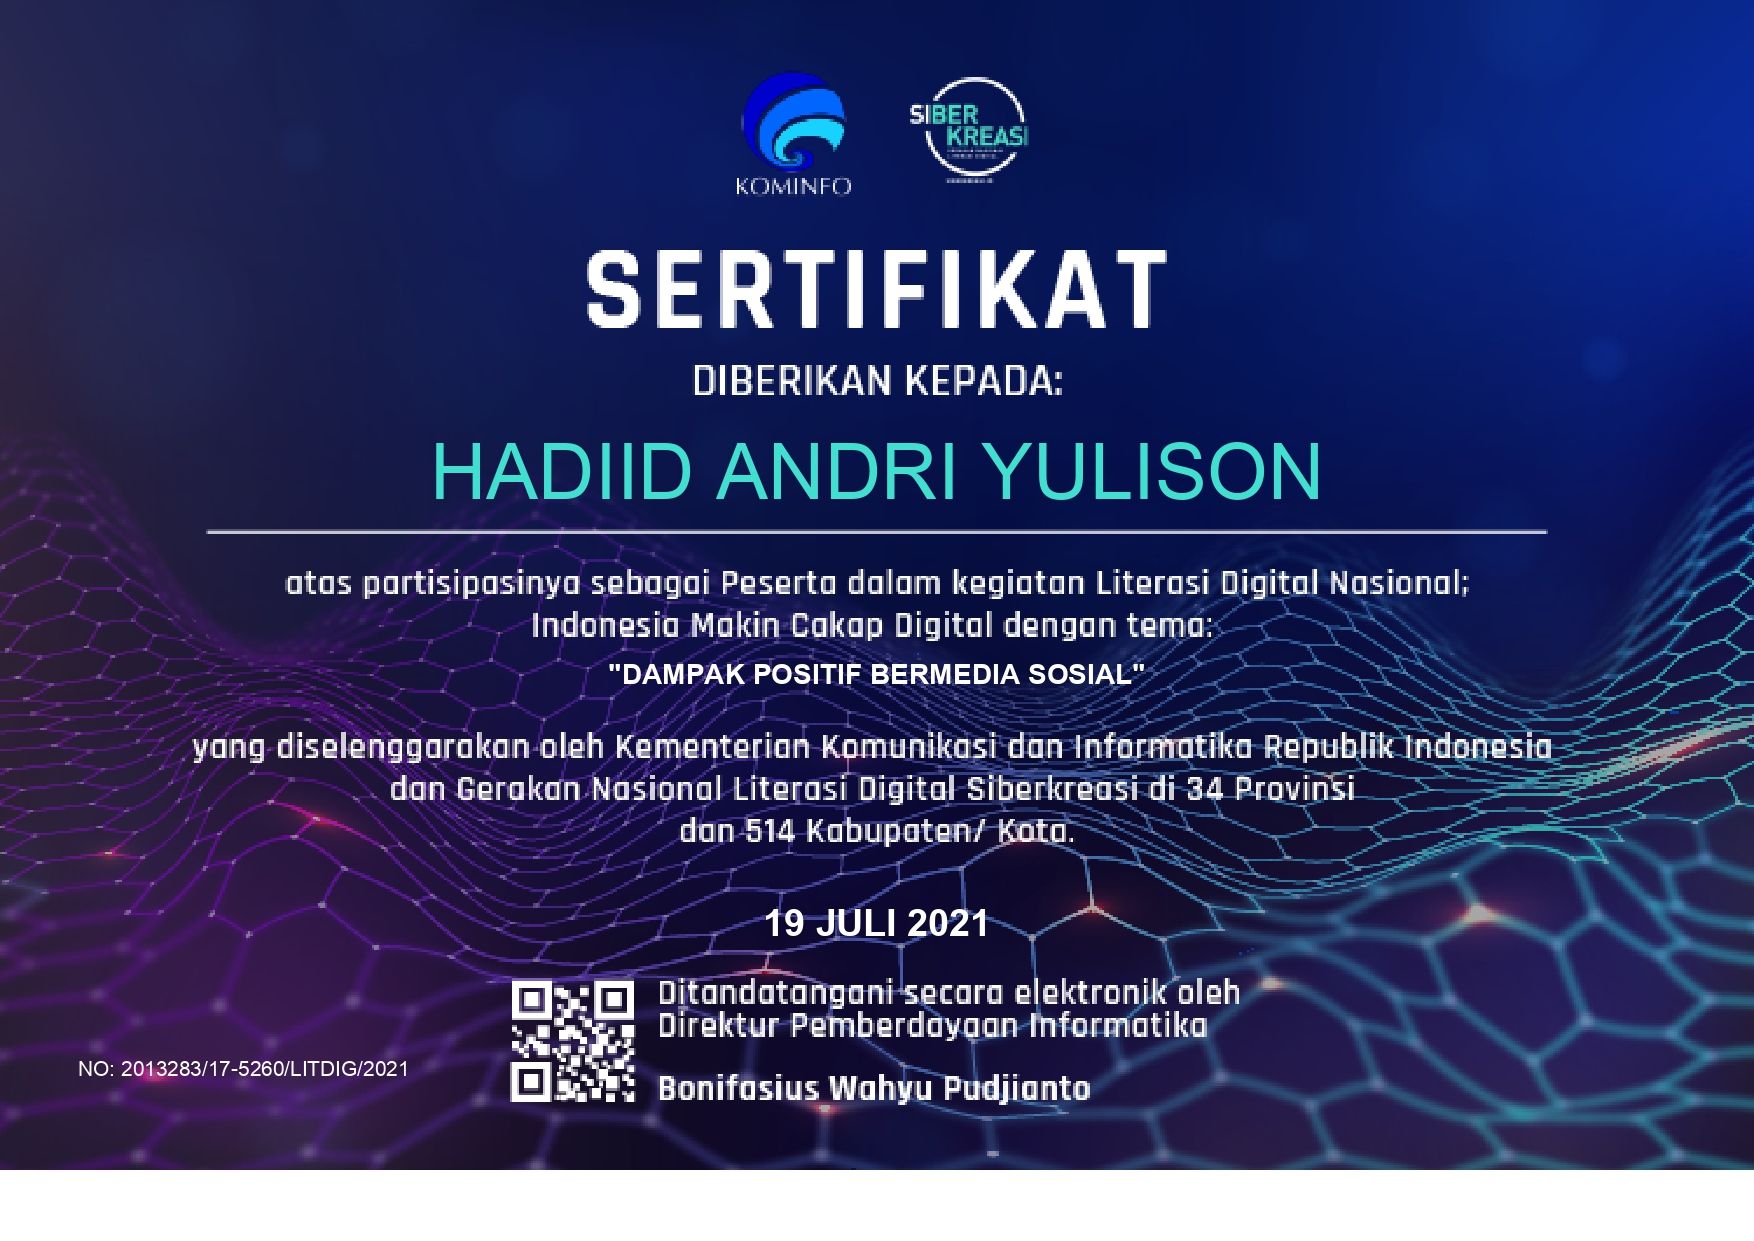 KOMINFO
SIBER
KREASI
SERTIFIKAT
DIBERIKAN KEPADA:
HADIID ANDRI YULISON
atas partisipasinya sebagai Peserta dalam kegiatan Literasi Digital Nasional;
Indonesia Makin Cakap Digital dengan tema:
"DAMPAK POSITIF BERMEDIA SOSIAL"
yang diselenggarakan oleh Kementerian Komunikasi dan Informatika Republik Indonesia
dan Gerakan Nasional Literasi Digital Siberkreasi di 34 Provinsi
dan 514 Kabupaten/ Kota.
19 JULI 2021
Ditandatangani secara elektronik oleh
Direktur Pemberdayaan Informatika
Bonifasius Wahyu Pudjianto
NO: 2013283/17-5260/LITDIG/2021